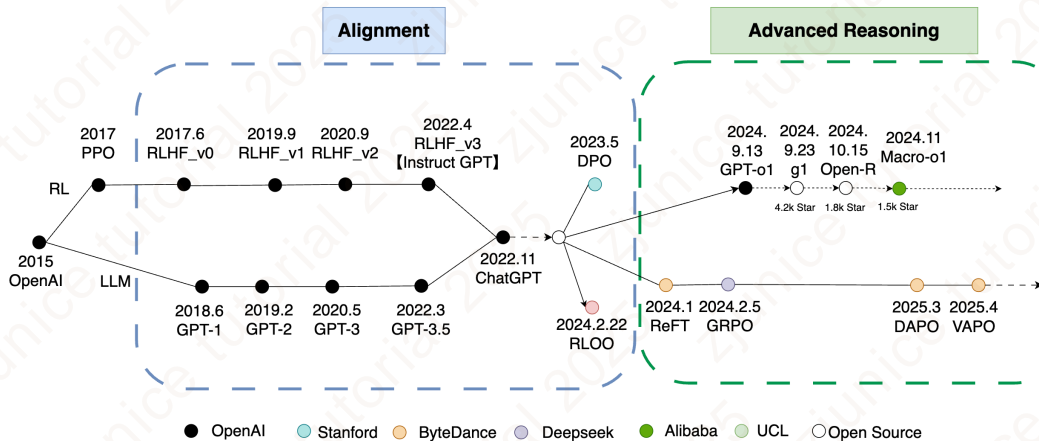 Alignment
Advanced Reasoning
2017
PPO
2017.6
RLHF_v0
2019.9
RLHF_v1
2020.9
RLHF_v2
2022.4
RLHF_v3
【Instruct GPT】
2023.5
DPO
2024.
9.13
GPT-o1
2024.
9.23
g1
2024.
10.15
Open-R
2024.11
Macro-o1
4.2k Star
1.8k Star
1.5k Star
RL
2015
OpenAI
LLM
2022.11
ChatGPT
2018.6
GPT-1
2019.2
GPT-2
2020.5
GPT-3
2022.3
GPT-3.5
2024.2.22
RLOO
2024.1
ReFT
2024.2.5
GRPO
2025.3
DAPO
2025.4
VAPO
OpenAI
Stanford
ByteDance
Deepseek
Alibaba
UCL
Open Source
zjunice tutorial 2025